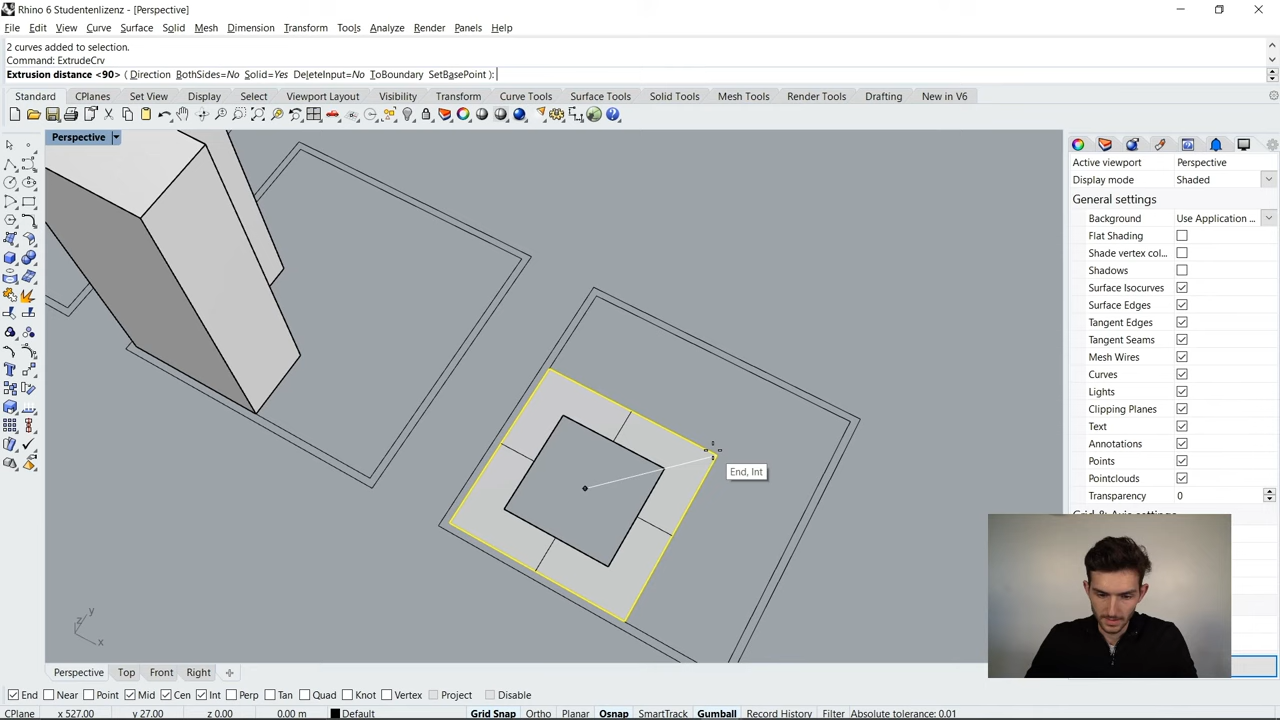 Rhino 6 Studentenlizenz - [Perspective]
File Edit View Curve Surface Solid Mesh Dimension Transform Tools Analyze Render Panels Help
2 curves added to selection.
Command: ExtrudeCrv
Extrusion distance <90> ( Direction BothSides=No Solid=Yes DeleteInput=No ToBoundary SetBasePoint ):
Standard CPlanes Set View Display Select Viewport Layout Visibility Transform Curve Tools Surface Tools Solid Tools Mesh Tools Render Tools Drafting New in V6
Perspective
Active viewport Perspective
Display mode Shaded
General settings
Background Use Application ...
Flat Shading
Shade vertex col...
Shadows
Surface Isocurves
Surface Edges
Tangent Edges
Tangent Seams
Mesh Wires
Curves
Lights
Clipping Planes
Text
Annotations
Points
Pointclouds
Transparency 0
End, Int
y
z
x
Perspective Top Front Right
End Near Point Mid Cen Int Perp Tan Quad Knot Vertex Project Disable
CPlane x 527.00 y 27.00 z 0.00 0.00 m Default Grid Snap Ortho Planar Osnap SmartTrack Gumball Record History Filter Absolute tolerance: 0.01